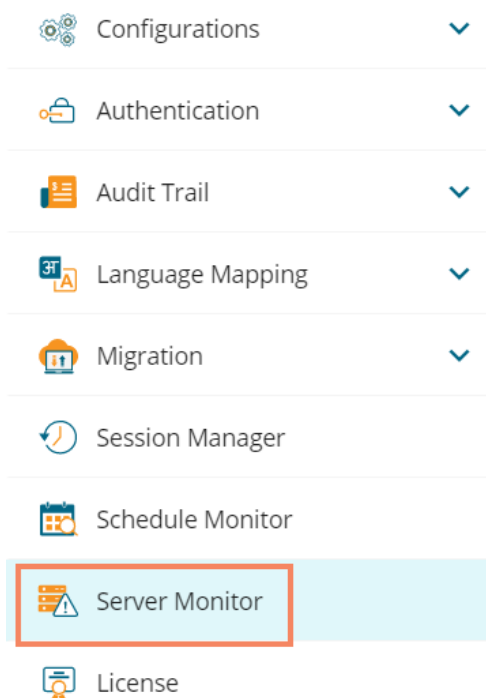 Configurations
Authentication
Audit Trail
अ A
Language Mapping
Migration
Session Manager
Schedule Monitor
Server Monitor
License